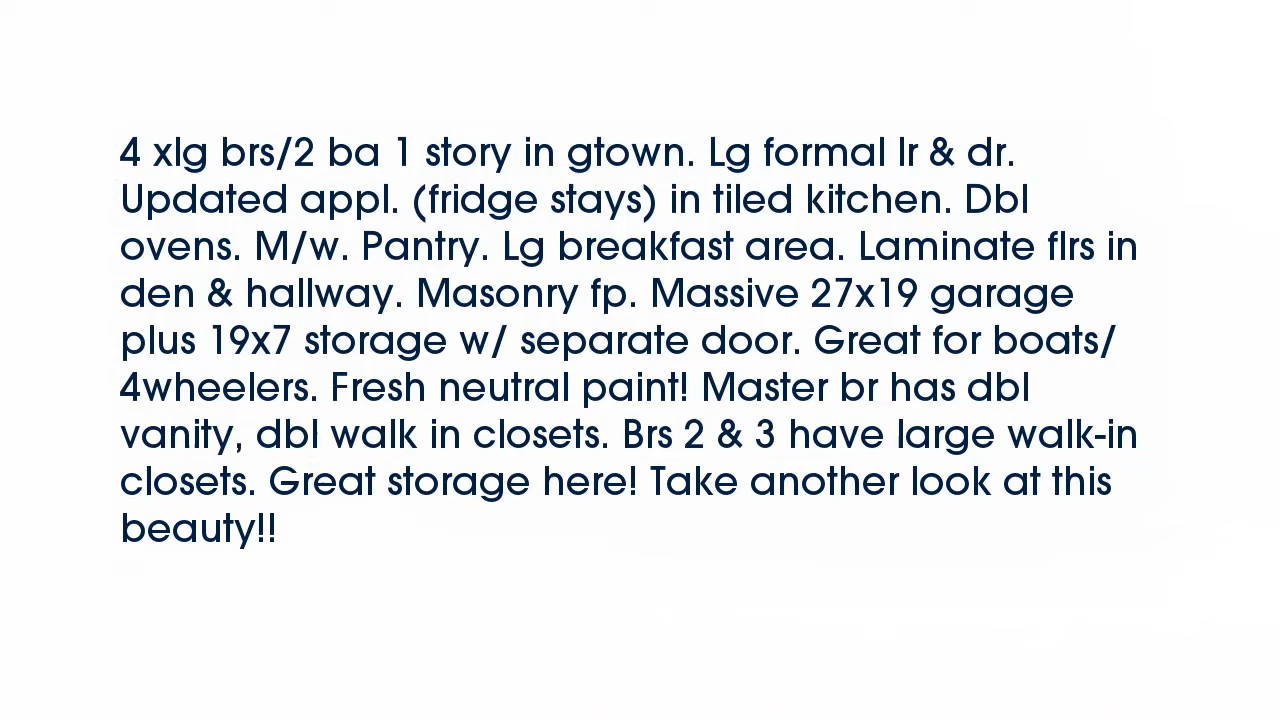 4 xlg brs/2 ba 1 story in gtown. Lg formal lr & dr.
Updated appl. (fridge stays) in tiled kitchen. Dbl
ovens. M/w. Pantry. Lg breakfast area. Laminate flrs in
den & hallway. Masonry fp. Massive 27x19 garage
plus 19x7 storage w/ separate door. Great for boats/
4wheelers. Fresh neutral paint! Master br has dbl
vanity, dbl walk in closets. Brs 2 & 3 have large walk-in
closets. Great storage here! Take another look at this
beauty!!